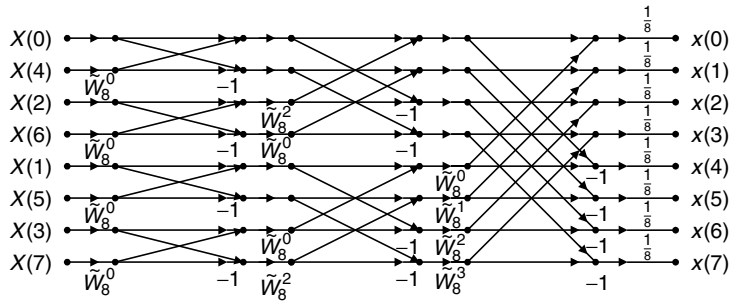 1/8
X(0) x(0)
1/8
X(4) x(1)
W̃₈⁰ −1 1/8
X(2) W̃₈² x(2)
−1 1/8
X(6) W̃₈⁰ x(3)
W̃₈⁰ −1 −1 1/8
X(1) W̃₈⁰ −1 x(4)
1/8
X(5) W̃₈¹ x(5)
W̃₈⁰ −1 −1 1/8
X(3) W̃₈⁰ −1 W̃₈² −1 x(6)
1/8
X(7) W̃₈³ x(7)
W̃₈⁰ −1 W̃₈² −1 −1